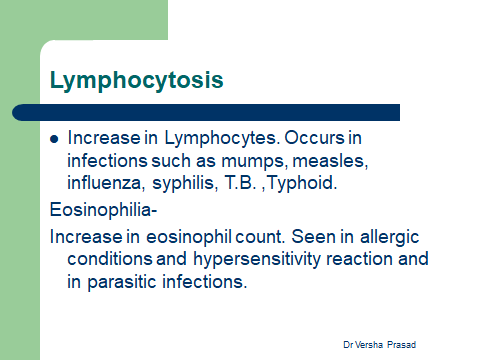 Lymphocytosis
Increase in Lymphocytes. Occurs in
infections such as mumps, measles,
influenza, syphilis, T.B. ,Typhoid.
Eosinophilia-
Increase in eosinophil count. Seen in allergic
conditions and hypersensitivity reaction and
in parasitic infections.
Dr Versha Prasad